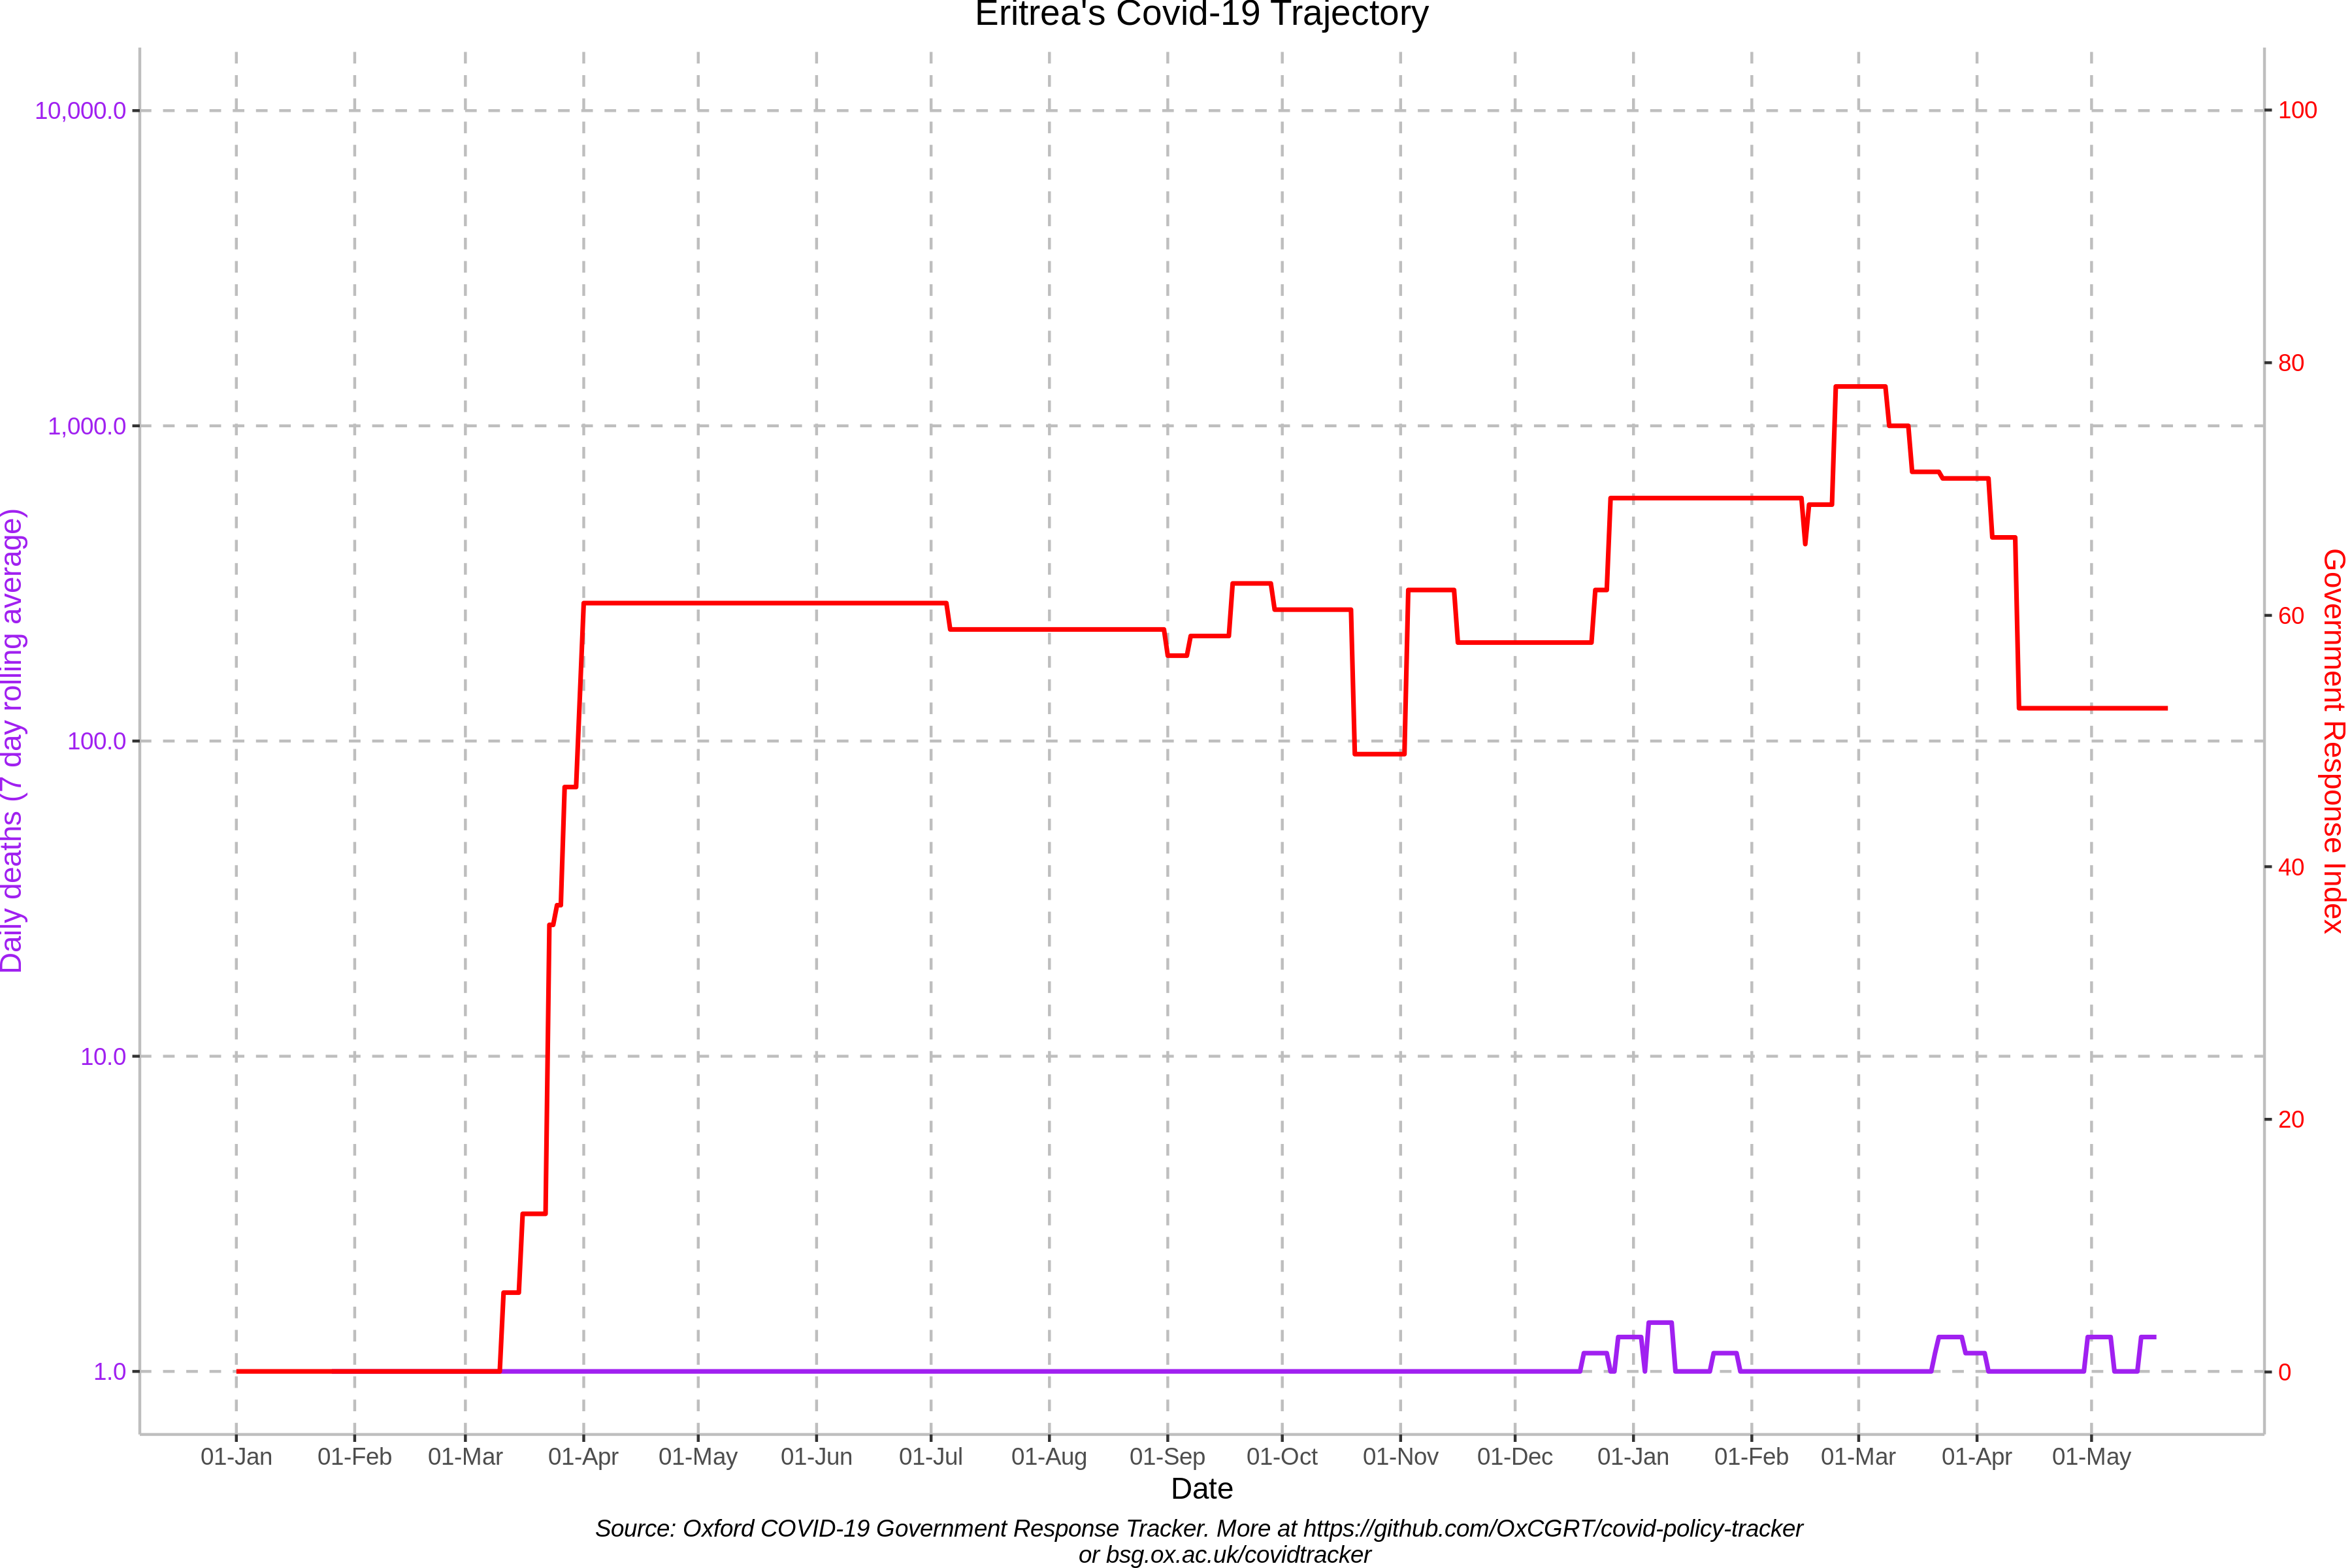 Eritrea's Covid-19 Trajectory
10,000.0
1,000.0
100.0
10.0
1.0
Daily deaths (7 day rolling average)
100
80
60
40
20
0
Government Response Index
01-Jan 01-Feb 01-Mar 01-Apr 01-May 01-Jun 01-Jul 01-Aug 01-Sep 01-Oct 01-Nov 01-Dec 01-Jan 01-Feb 01-Mar 01-Apr 01-May
Date
Source: Oxford COVID-19 Government Response Tracker. More at https://github.com/OxCGRT/covid-policy-tracker
or bsg.ox.ac.uk/covidtracker